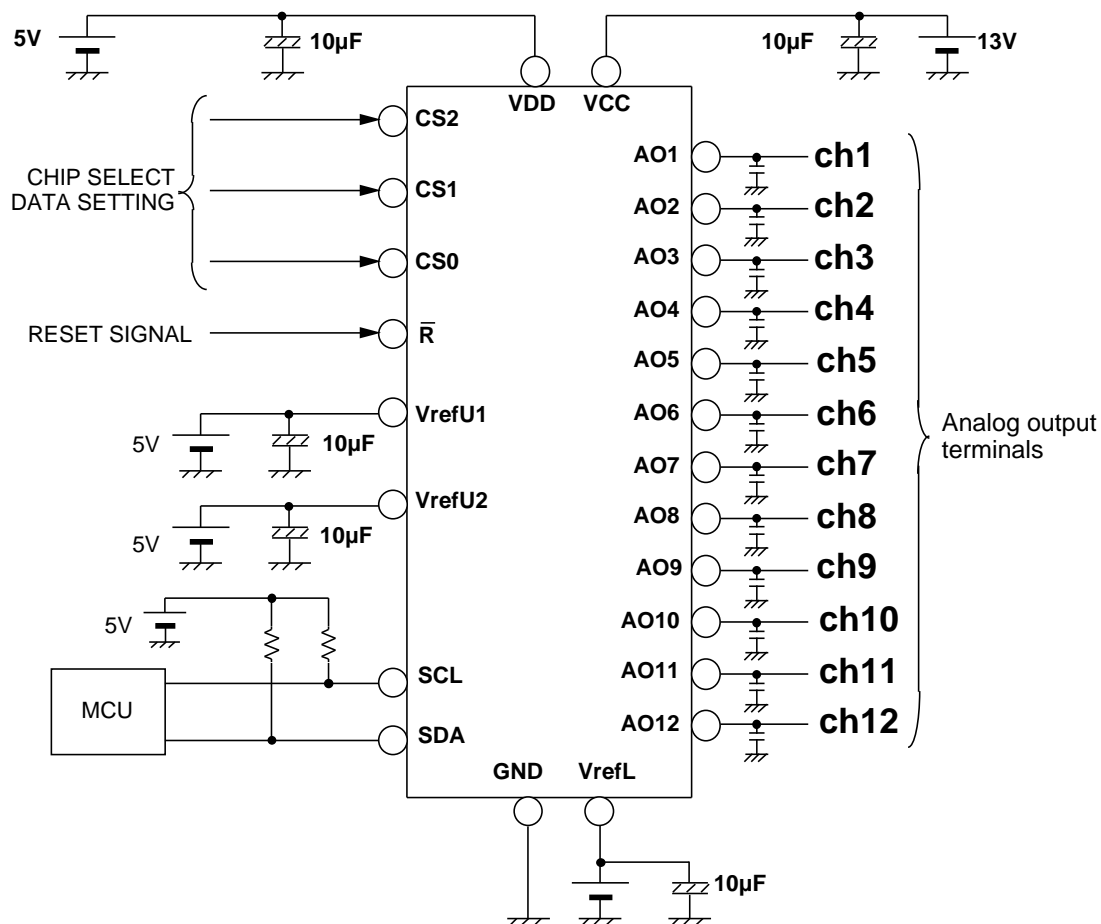 5V
10µF
10µF
13V
VDD
VCC
CHIP SELECT
DATA SETTING
CS2
CS1
CS0
RESET SIGNAL
R̅
VrefU1
5V
10µF
VrefU2
5V
10µF
5V
MCU
SCL
SDA
GND
VrefL
10µF
AO1
ch1
AO2
ch2
AO3
ch3
AO4
ch4
AO5
ch5
AO6
ch6
AO7
ch7
AO8
ch8
AO9
ch9
AO10
ch10
AO11
ch11
AO12
ch12
Analog output
terminals